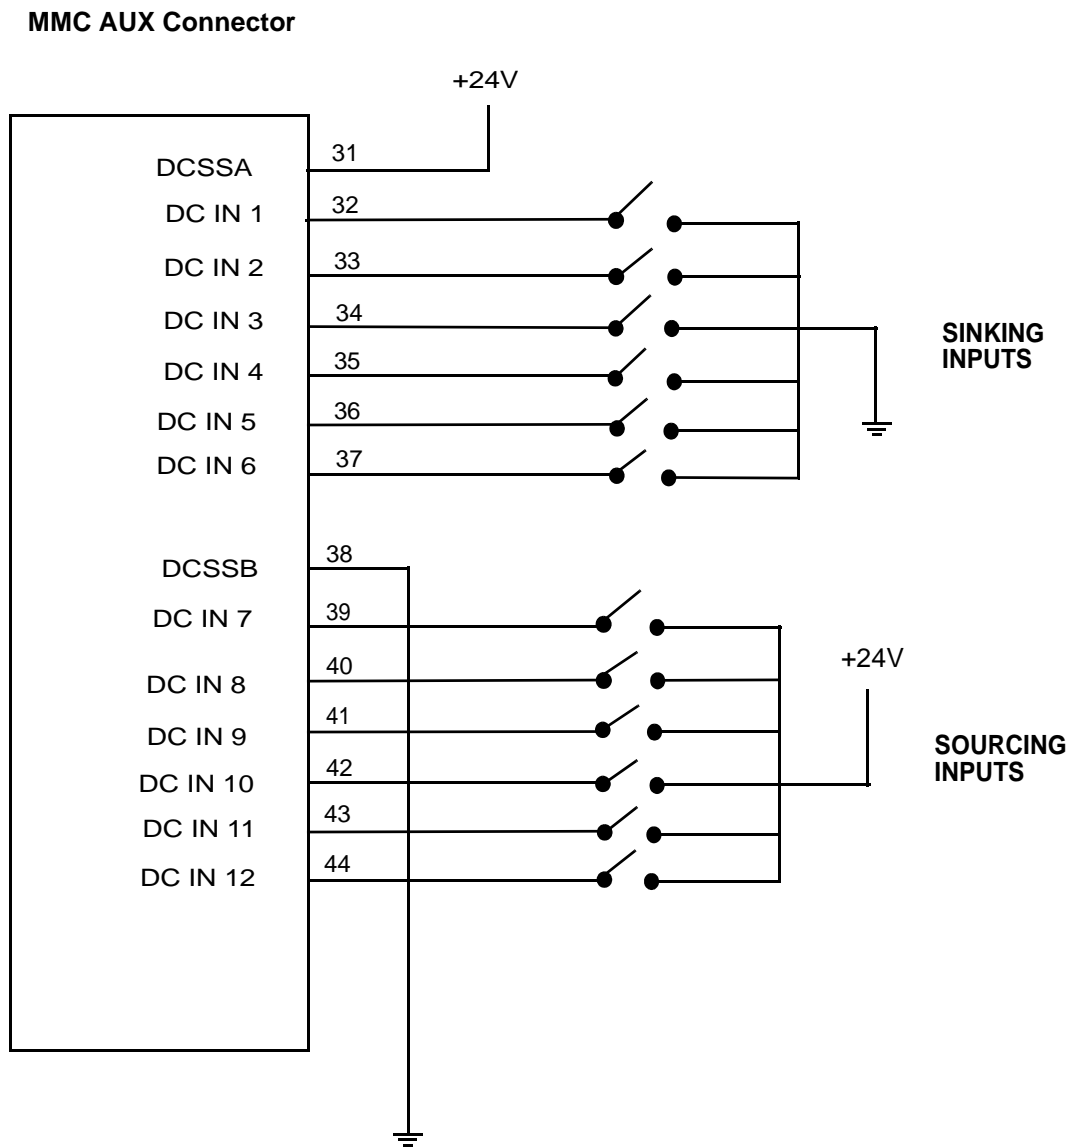 MMC AUX Connector
+24V
DCSSA 31
DC IN 1 32
DC IN 2 33
DC IN 3 34
DC IN 4 35
DC IN 5 36
DC IN 6 37
SINKING
INPUTS
DCSSB 38
DC IN 7 39
DC IN 8 40
DC IN 9 41
DC IN 10 42
DC IN 11 43
DC IN 12 44
+24V
SOURCING
INPUTS